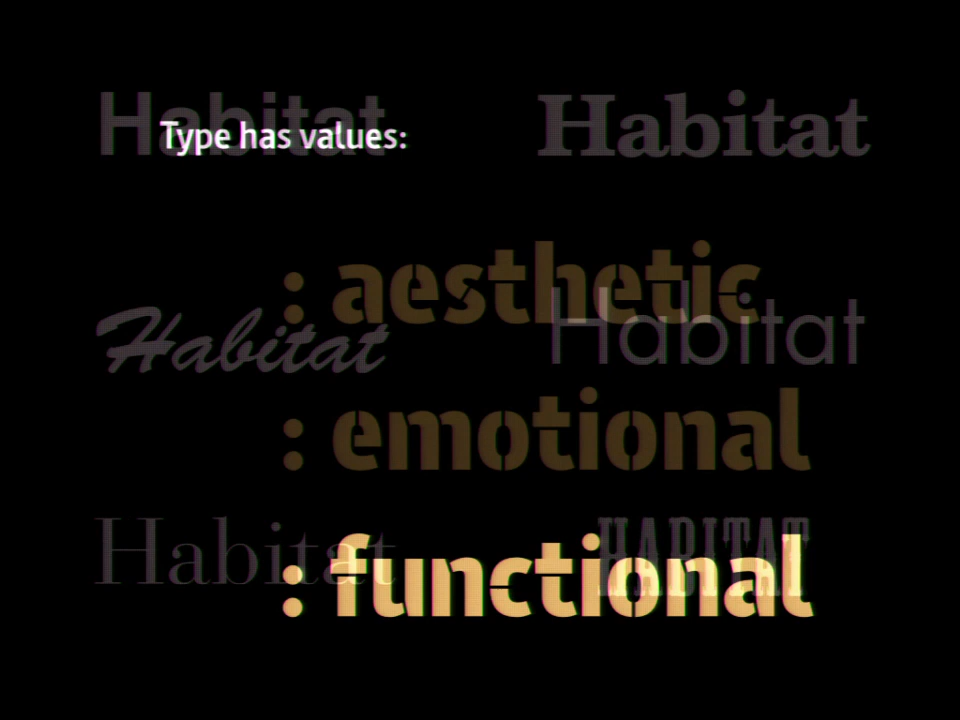 Habitat Habitat
Type has values:
: aesthetic
Habitat Habitat
: emotional
Habitat HABITAT
: functional